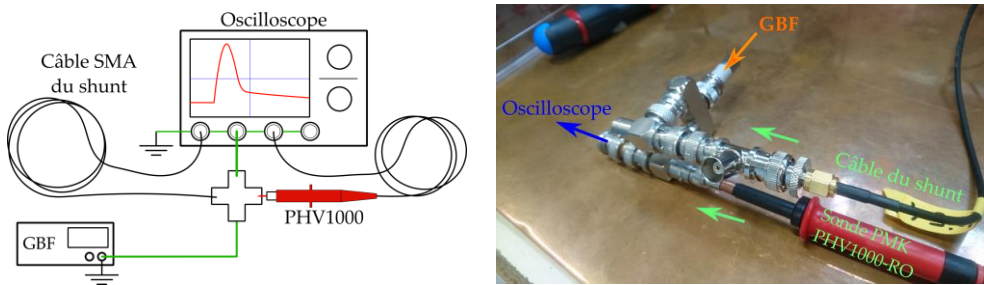 Oscilloscope
Câble SMA
du shunt
PHV1000
GBF
GBF
Oscilloscope
Câble du shunt
Sonde PMK
PHV1000-RO